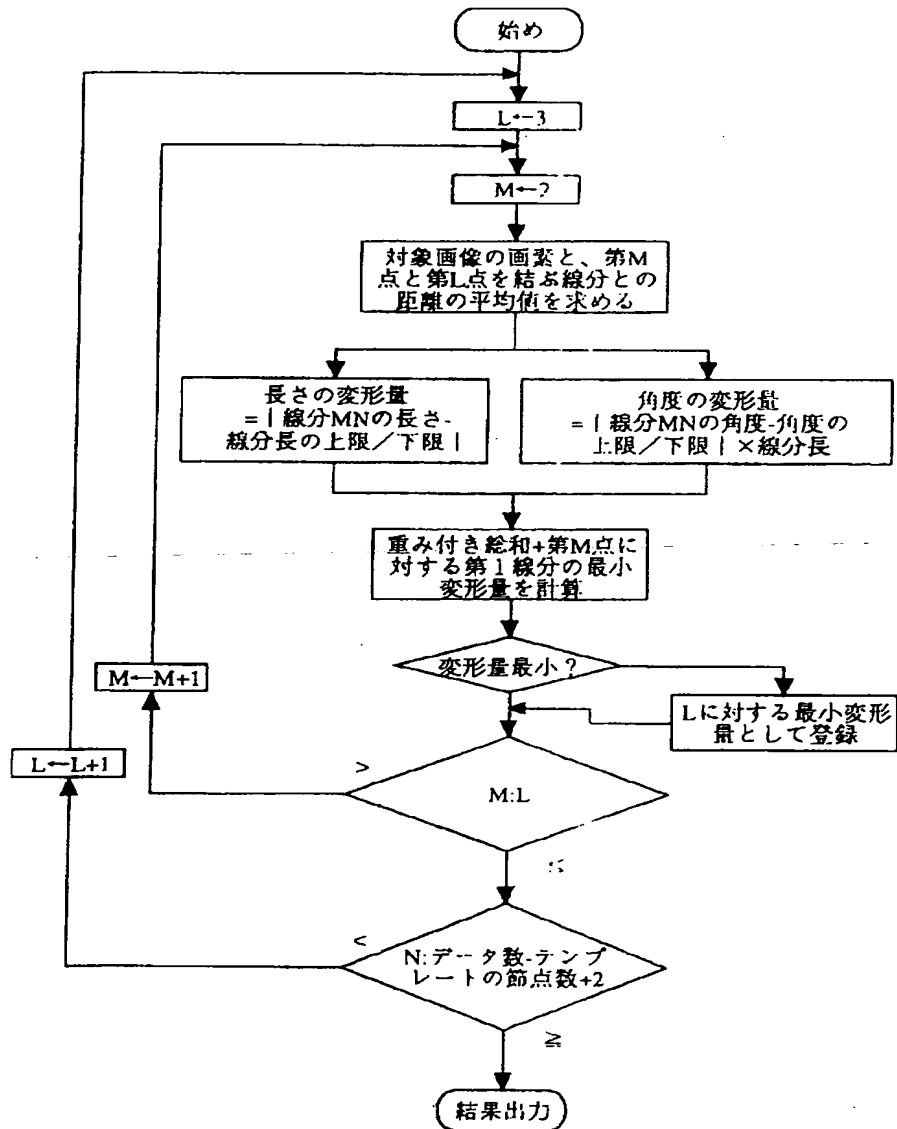 始め
L←3
M←2
対象画像の画素と、第M
点と第L点を結ぶ線分との
距離の平均値を求める
長さの変形量
=|線分MNの長さ-
線分長の上限/下限|
角度の変形量
=|線分MNの角度-角度の
上限/下限|×線分長
重み付き総和+第M点に
対する第1線分の最小
変形量を計算
変形量最小?
Lに対する最小変形
量として登録
M←M+1
L←L+1
>
M:L
≦
<
N:データ数-テンプ
レートの節点数+2
≧
結果出力